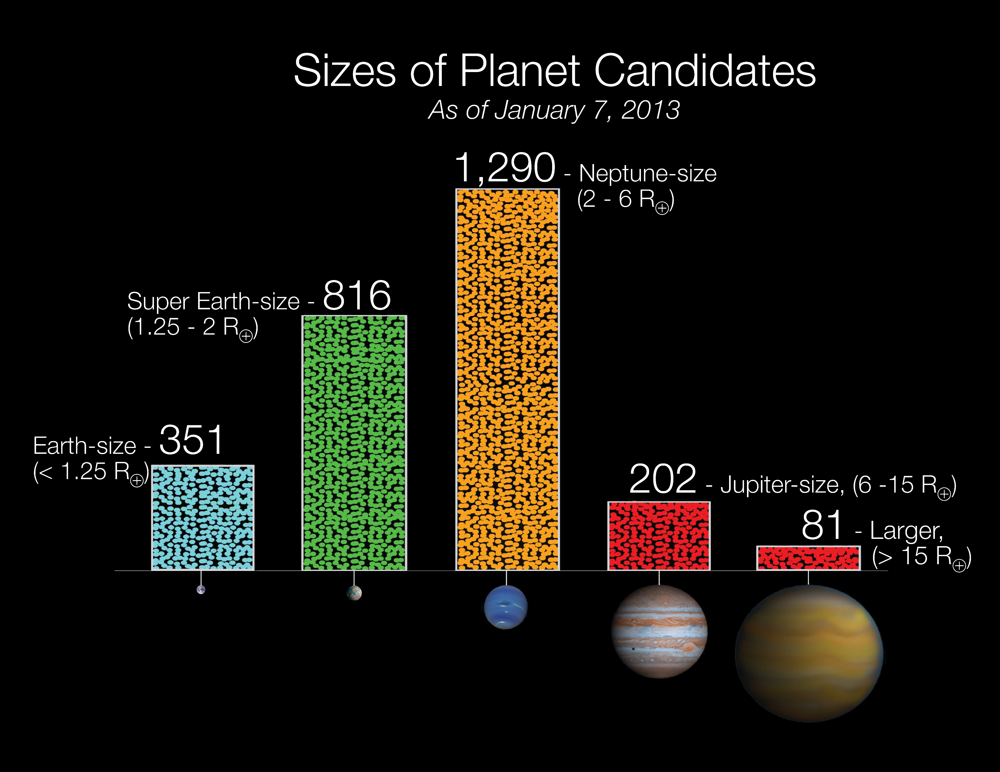 Sizes of Planet Candidates
As of January 7, 2013
1,290 - Neptune-size
(2 - 6 R⊕)
Super Earth-size - 816
(1.25 - 2 R⊕)
Earth-size - 351
(< 1.25 R⊕)
202 - Jupiter-size, (6 -15 R⊕)
81 - Larger,
(> 15 R⊕)